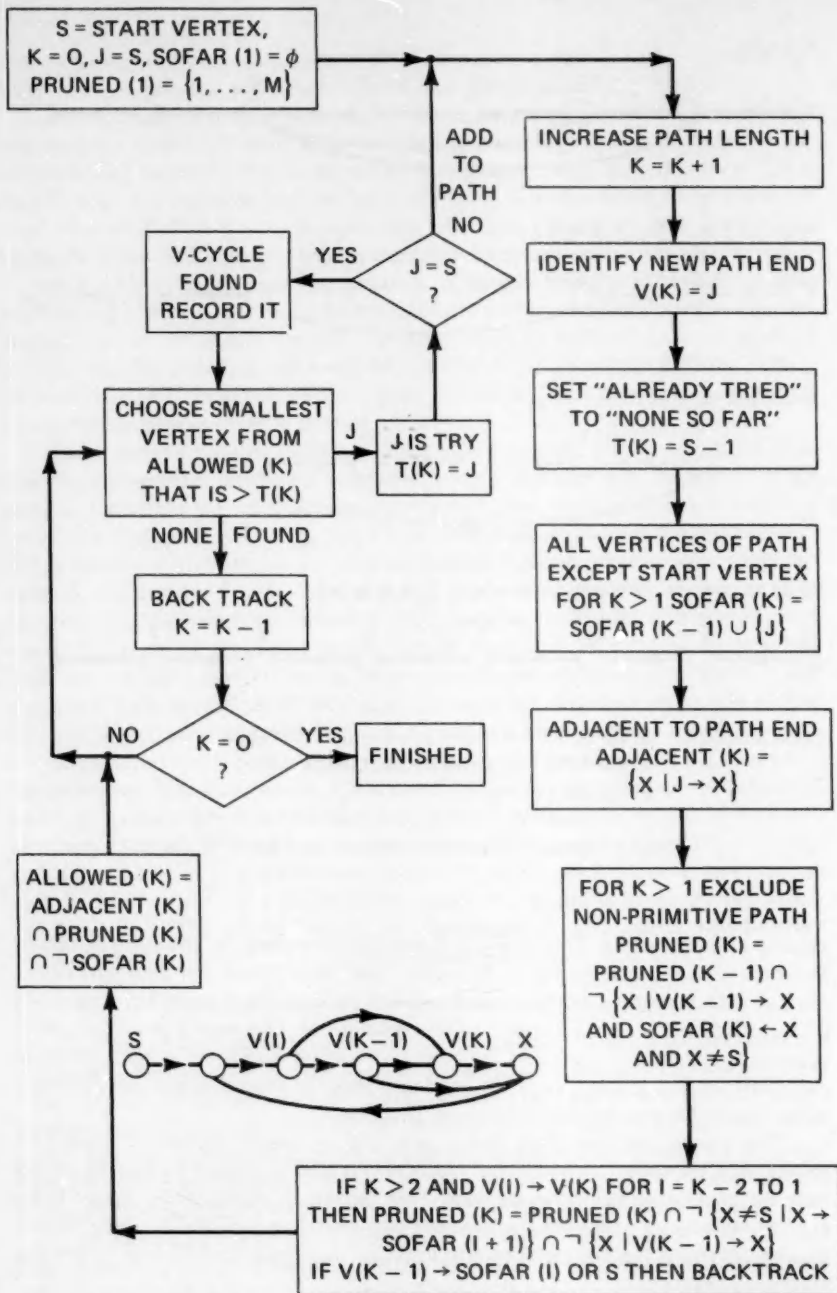 S = START VERTEX,
K = O, J = S, SOFAR (1) = ϕ
PRUNED (1) = {1, . . . , M}
ADD
TO
PATH
NO
INCREASE PATH LENGTH
K = K + 1
IDENTIFY NEW PATH END
V(K) = J
SET "ALREADY TRIED"
TO "NONE SO FAR"
T(K) = S – 1
ALL VERTICES OF PATH
EXCEPT START VERTEX
FOR K > 1 SOFAR (K) =
SOFAR (K – 1) ∪ {J}
ADJACENT TO PATH END
ADJACENT (K) =
{X | J → X}
FOR K > 1 EXCLUDE
NON-PRIMITIVE PATH
PRUNED (K) =
PRUNED (K – 1) ∩
¬ {X | V(K – 1) → X
AND SOFAR (K) ← X
AND X ≠ S}
IF K > 2 AND V(I) → V(K) FOR I = K – 2 TO 1
THEN PRUNED (K) = PRUNED (K) ∩ ¬ {X ≠ S | X →
SOFAR (I + 1)} ∩ ¬ {X | V(K – 1) → X}
IF V(K – 1) → SOFAR (I) OR S THEN BACKTRACK
ALLOWED (K) =
ADJACENT (K)
∩ PRUNED (K)
∩ ¬ SOFAR (K)
J = S
?
YES
V-CYCLE
FOUND
RECORD IT
CHOOSE SMALLEST
VERTEX FROM
ALLOWED (K)
THAT IS > T(K)
J
J IS TRY
T(K) = J
NONE FOUND
BACK TRACK
K = K – 1
NO
K = O
?
YES
FINISHED
S V(I) V(K–1) V(K) X